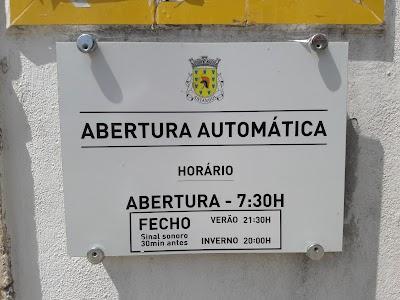 ABERTURA AUTOMÁTICA
HORÁRIO
ABERTURA - 7:30H
FECHO VERÃO 21:30H
Sinal sonoro
30min antes INVERNO 20:00H